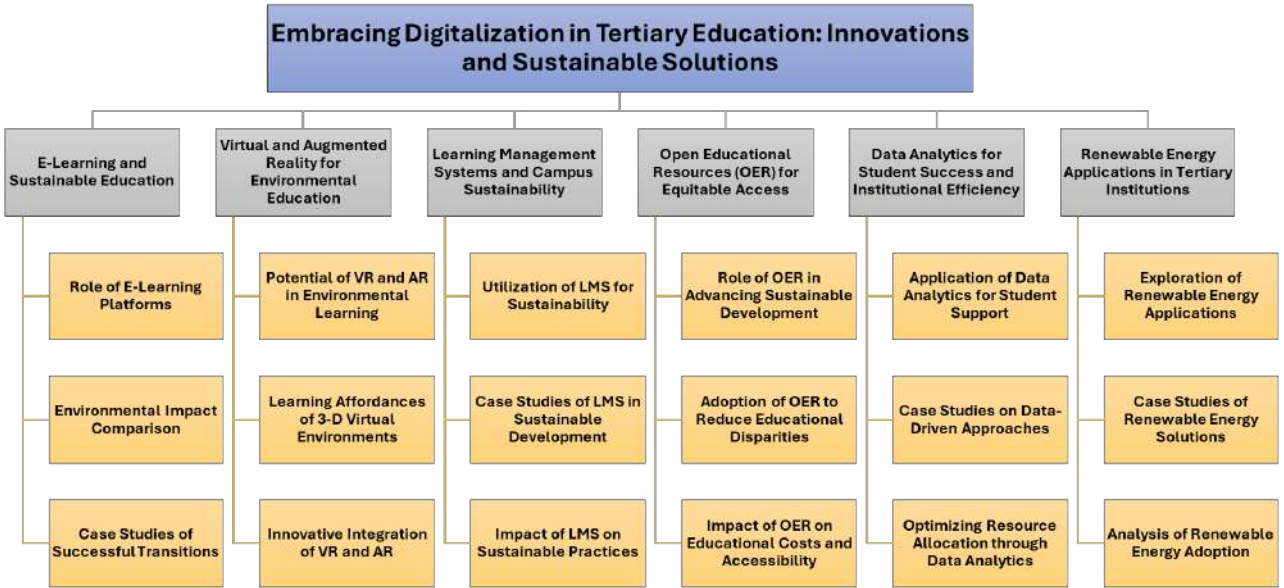 Embracing Digitalization in Tertiary Education: Innovations
and Sustainable Solutions
E-Learning and
Sustainable Education
Role of E-Learning
Platforms
Environmental Impact
Comparison
Case Studies of
Successful Transitions
Virtual and Augmented
Reality for
Environmental
Education
Potential of VR and AR
in Environmental
Learning
Learning Affordances
of 3-D Virtual
Environments
Innovative Integration
of VR and AR
Learning Management
Systems and Campus
Sustainability
Utilization of LMS for
Sustainability
Case Studies of LMS in
Sustainable
Development
Impact of LMS on
Sustainable Practices
Open Educational
Resources (OER) for
Equitable Access
Role of OER in
Advancing Sustainable
Development
Adoption of OER to
Reduce Educational
Disparities
Impact of OER on
Educational Costs and
Accessibility
Data Analytics for
Student Success and
Institutional Efficiency
Application of Data
Analytics for Student
Support
Case Studies on Data-
Driven Approaches
Optimizing Resource
Allocation through
Data Analytics
Renewable Energy
Applications in Tertiary
Institutions
Exploration of
Renewable Energy
Applications
Case Studies of
Renewable Energy
Solutions
Analysis of Renewable
Energy Adoption